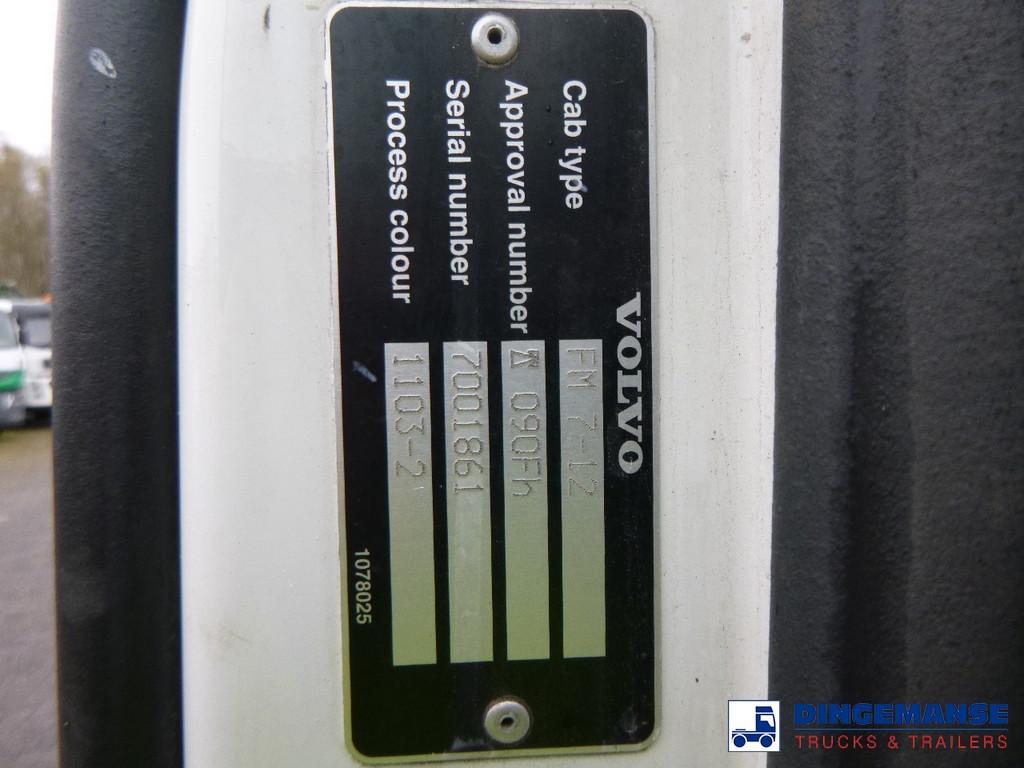 VOLVO
Cab type FM 7-12
Approval number 090Fh
Serial number 7001861
Process colour 1103-2
1078025
DINGEMANSE
TRUCKS & TRAILERS